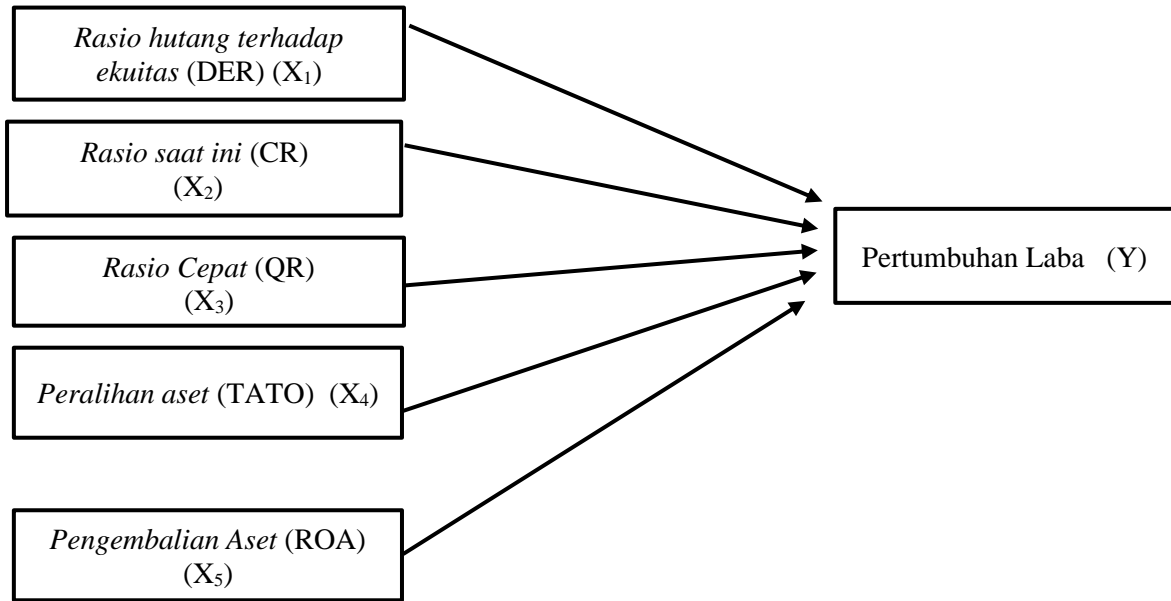 Rasio hutang terhadap
ekuitas (DER) (X₁)
Rasio saat ini (CR)
(X₂)
Rasio Cepat (QR)
(X₃)
Peralihan aset (TATO) (X₄)
Pengembalian Aset (ROA)
(X₅)
Pertumbuhan Laba (Y)